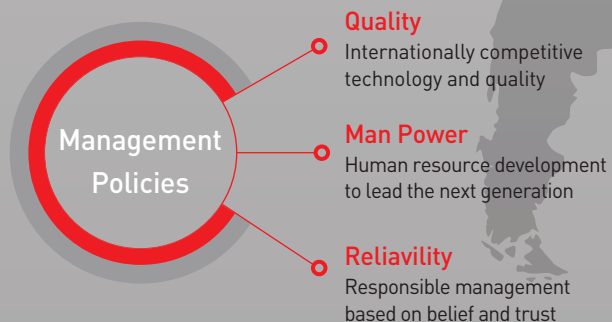 Management
Policies
Quality
Internationally competitive
technology and quality
Man Power
Human resource development
to lead the next generation
Reliavility
Responsible management
based on belief and trust